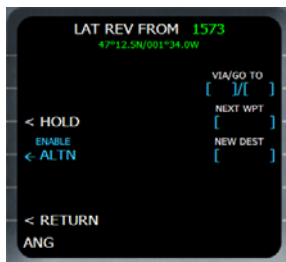 LAT REV FROM 1573
47°12.5N/001°34.0W
VIA/GO TO
[ ]/[ ]
NEXT WPT
< HOLD [ ]
ENABLE NEW DEST
← ALTN [ ]
< RETURN
ANG